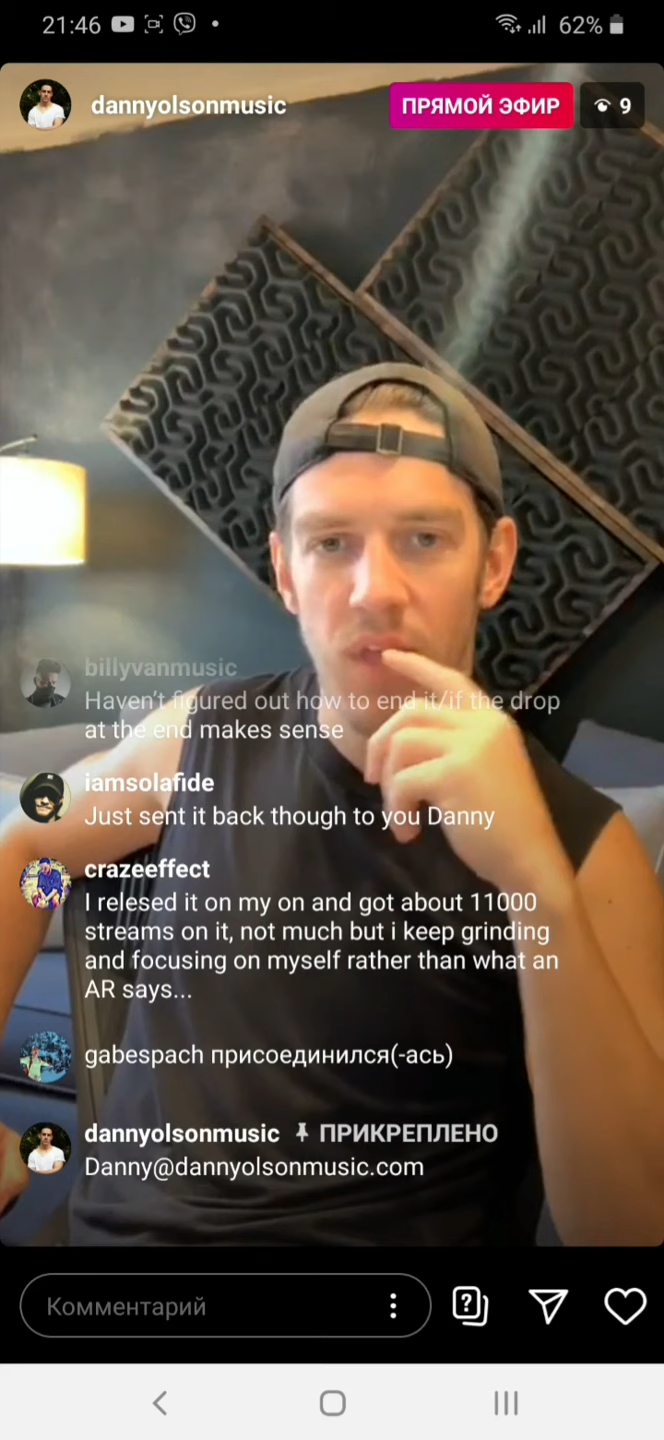 21:46
62%
dannyolsonmusic
ПРЯМОЙ ЭФИР
9
billyvanmusic
Haven't figured out how to end it/if the drop
at the end makes sense
iamsolafide
Just sent it back though to you Danny
crazeeffect
I relesed it on my on and got about 11000
streams on it, not much but i keep grinding
and focusing on myself rather than what an
AR says...
gabespach присоединился(-ась)
dannyolsonmusic ПРИКРЕПЛЕНО
Danny@dannyolsonmusic.com
Комментарий